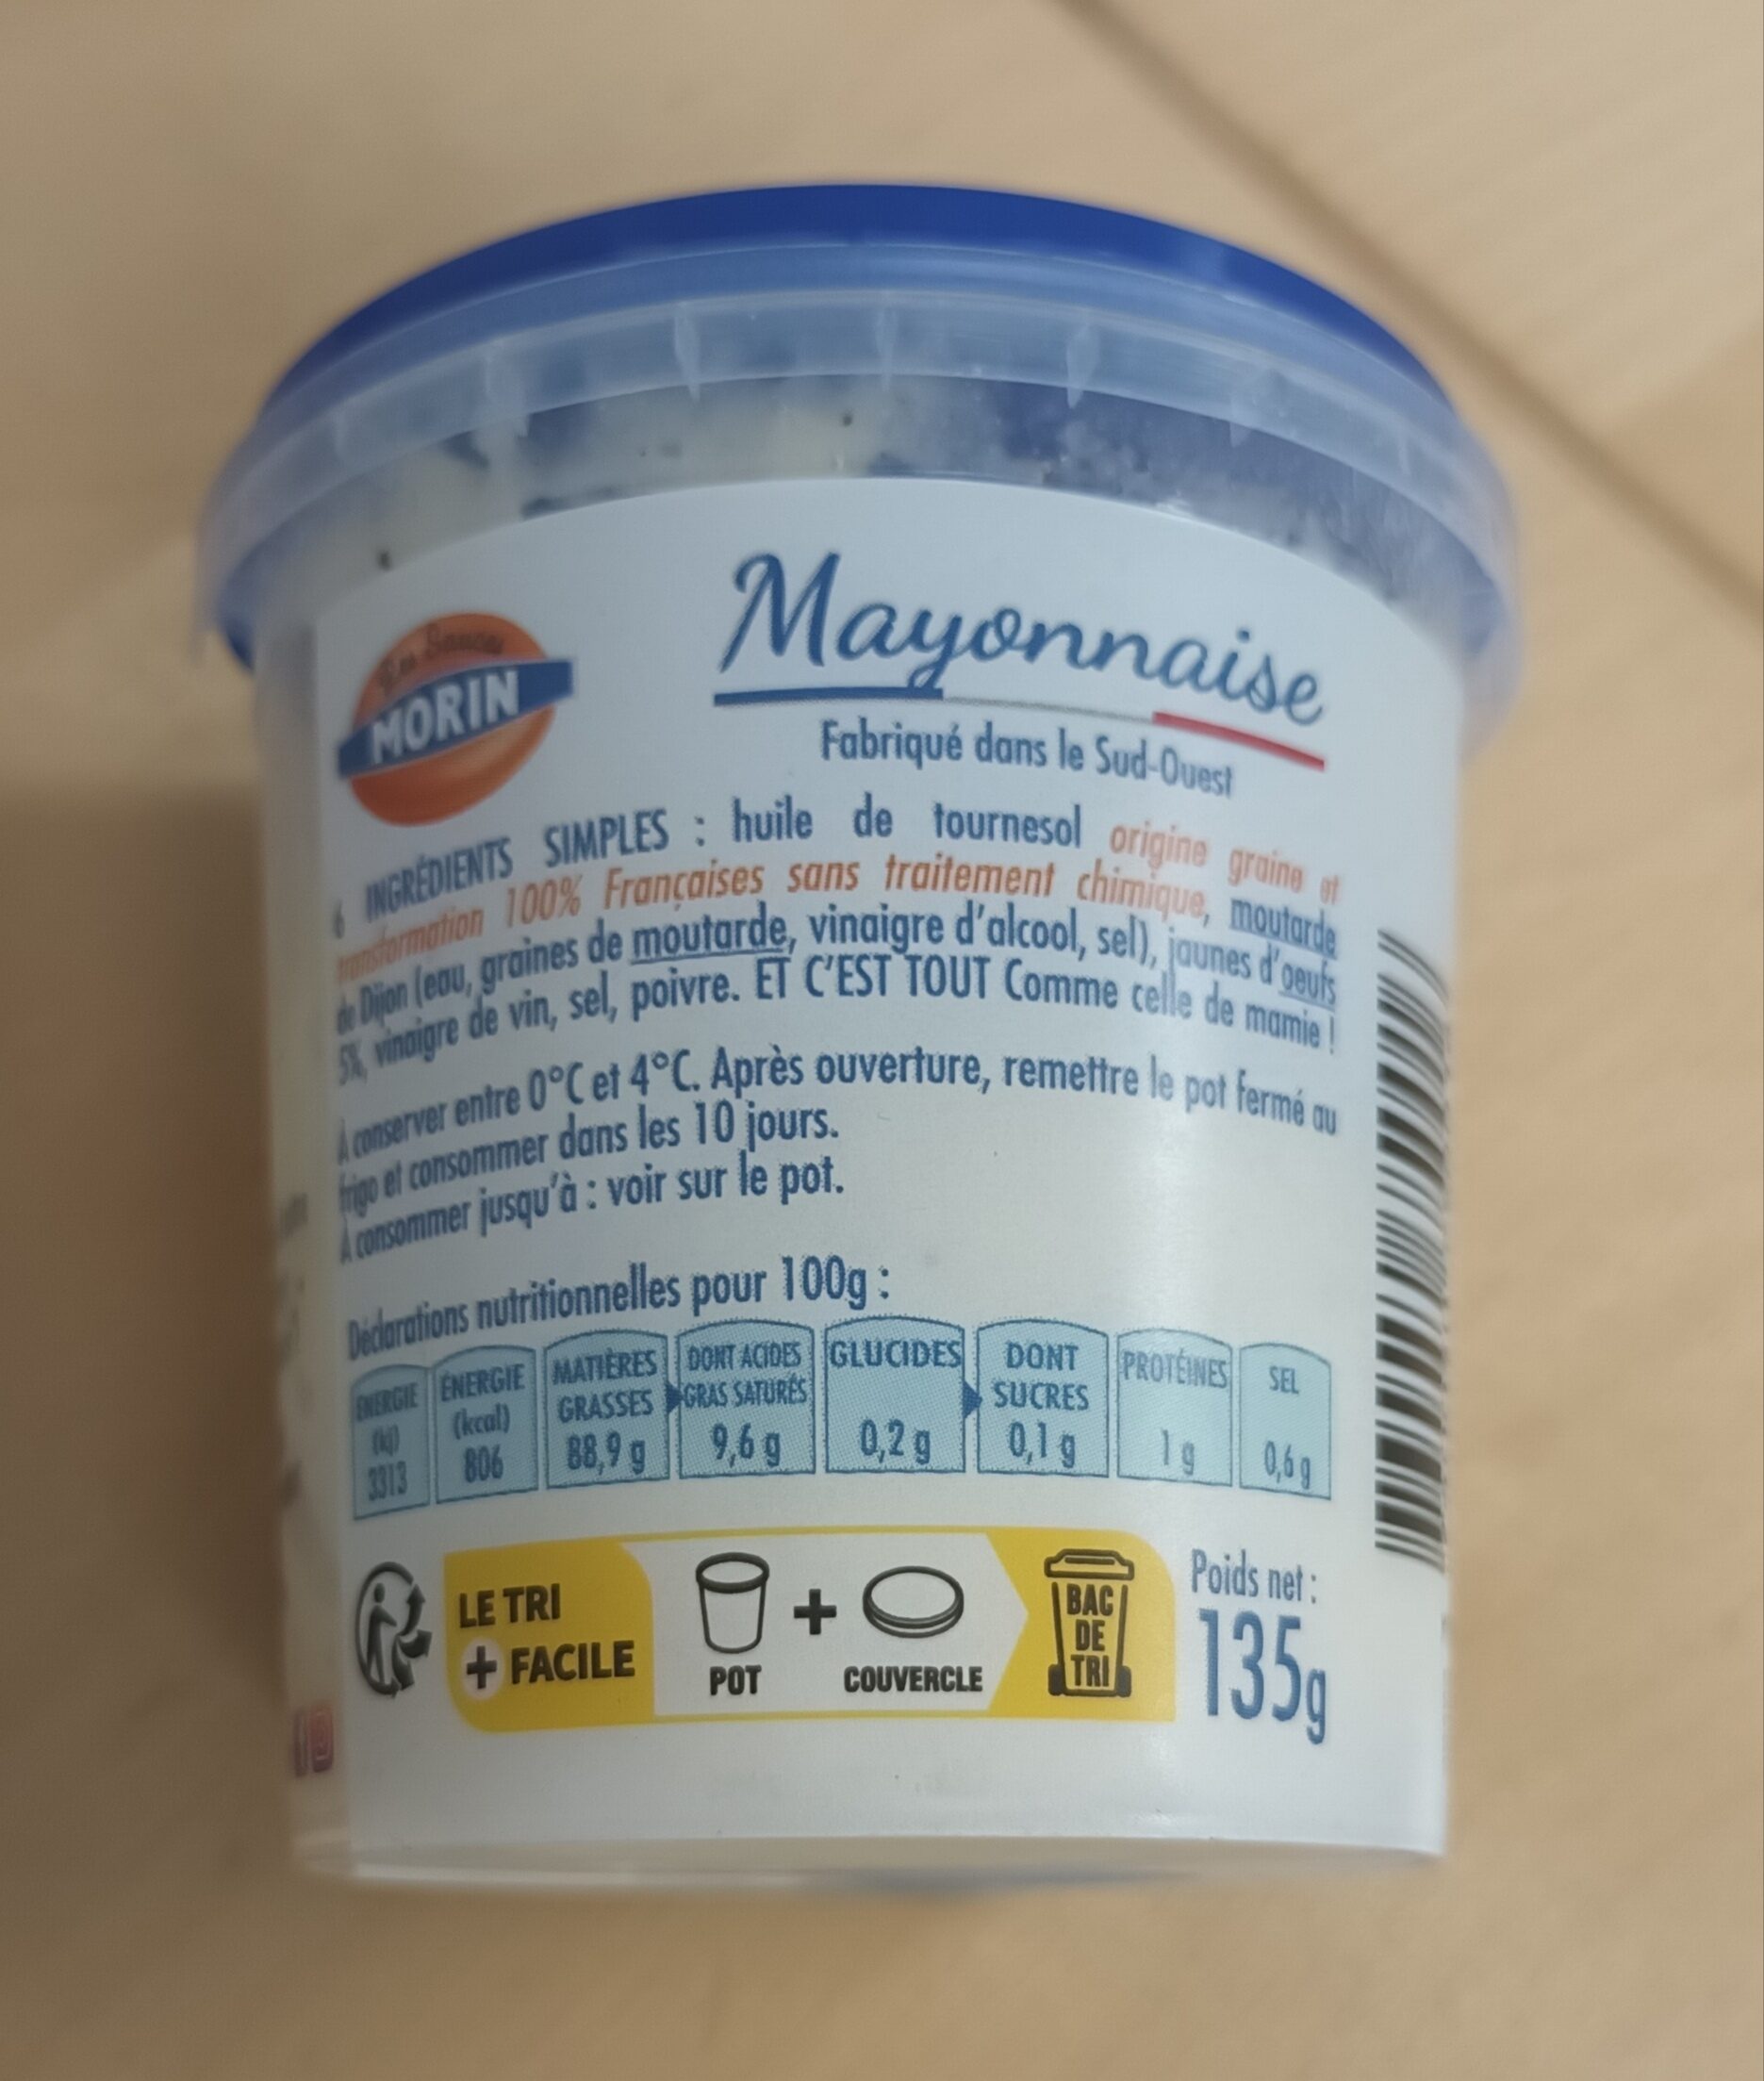 MORIN
Mayonnaise
Fabriqué dans le Sud-Ouest
6 INGRÉDIENTS SIMPLES : huile de tournesol origine graine et
transformation 100% Françaises sans traitement chimique, moutarde
de Dijon (eau, graines de moutarde, vinaigre d'alcool, sel), jaunes d'oeufs
5%, vinaigre de vin, sel, poivre. ET C'EST TOUT Comme celle de mamie !
À conserver entre 0°C et 4°C. Après ouverture, remettre le pot fermé au
frigo et consommer dans les 10 jours.
À consommer jusqu'à : voir sur le pot.
Déclarations nutritionnelles pour 100g :
ÉNERGIE (kJ) 3313
ÉNERGIE (kcal) 806
MATIÈRES GRASSES 88,9 g
DONT ACIDES GRAS SATURÉS 9,6 g
GLUCIDES 0,2 g
DONT SUCRES 0,1 g
PROTÉINES 1 g
SEL 0,6 g
LE TRI
+ FACILE
POT
+
COUVERCLE
BAC
DE
TRI
Poids net :
135g